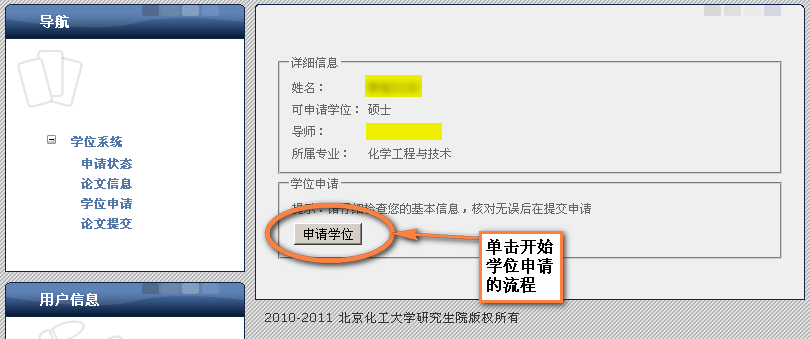 导航
学位系统
申请状态
论文信息
学位申请
论文提交
用户信息
详细信息
姓名：
可申请学位： 硕士
导师：
所属专业： 化学工程与技术
学位申请
提示：请仔细检查您的基本信息，核对无误后在提交申请
申请学位
单击开始
学位申请
的流程
2010-2011 北京化工大学研究生院版权所有